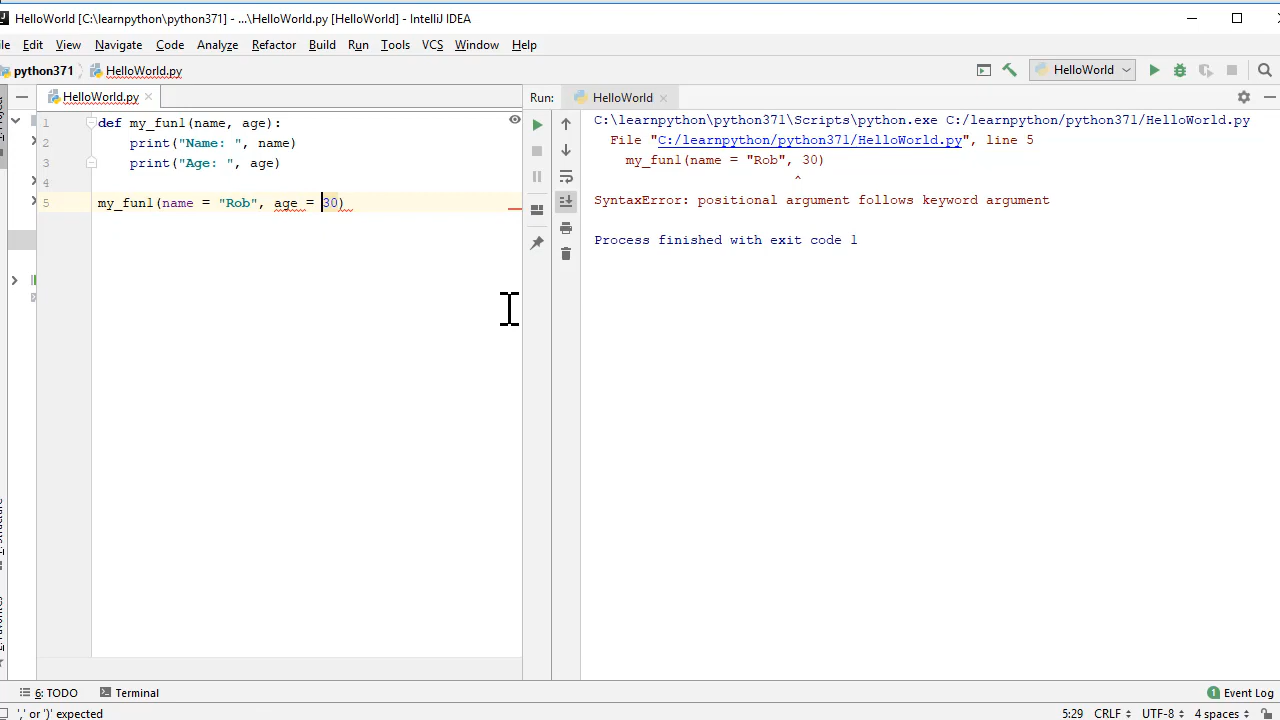 HelloWorld [C:\learnpython\python371] - ...\HelloWorld.py [HelloWorld] - IntelliJ IDEA
le Edit View Navigate Code Analyze Refactor Build Run Tools VCS Window Help
python371 HelloWorld.py HelloWorld
HelloWorld.py Run: HelloWorld
1 def my_fun1(name, age):
2 print("Name: ", name)
3 print("Age: ", age)
4
5 my_fun1(name = "Rob", age = 30)
C:\learnpython\python371\Scripts\python.exe C:/learnpython/python371/HelloWorld.py
File "C:/learnpython/python371/HelloWorld.py", line 5
my_fun1(name = "Rob", 30)
^
SyntaxError: positional argument follows keyword argument
Process finished with exit code 1
6: TODO Terminal 1 Event Log
',' or ')' expected 5:29 CRLF UTF-8 4 spaces